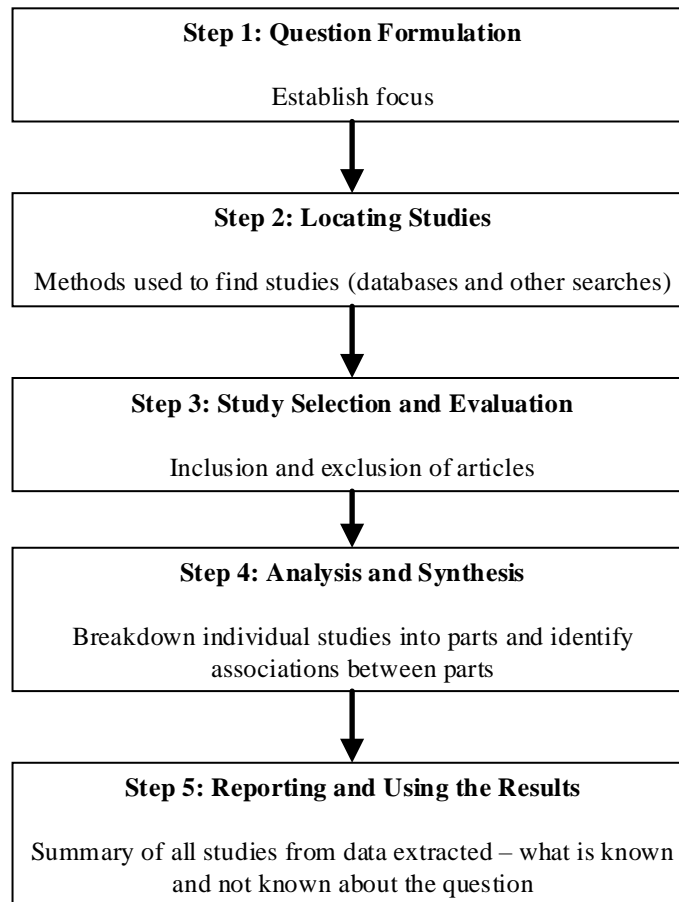 Step 1: Question Formulation
Establish focus
Step 2: Locating Studies
Methods used to find studies (databases and other searches)
Step 3: Study Selection and Evaluation
Inclusion and exclusion of articles
Step 4: Analysis and Synthesis
Breakdown individual studies into parts and identify
associations between parts
Step 5: Reporting and Using the Results
Summary of all studies from data extracted – what is known
and not known about the question